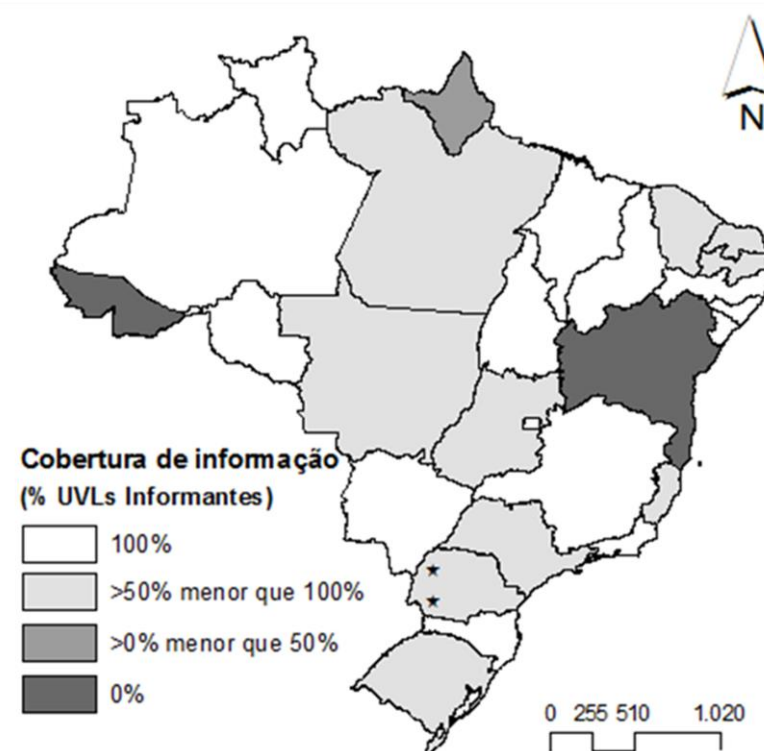 N
Cobertura de informação
(% UVLs Informantes)
100%
>50% menor que 100%
>0% menor que 50%
0%
0 255 510 1.020